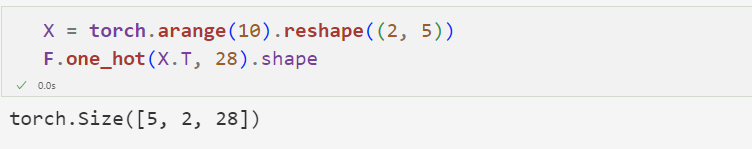 X = torch.arange(10).reshape((2, 5))
F.one_hot(X.T, 28).shape
✓ 0.0s
torch.Size([5, 2, 28])